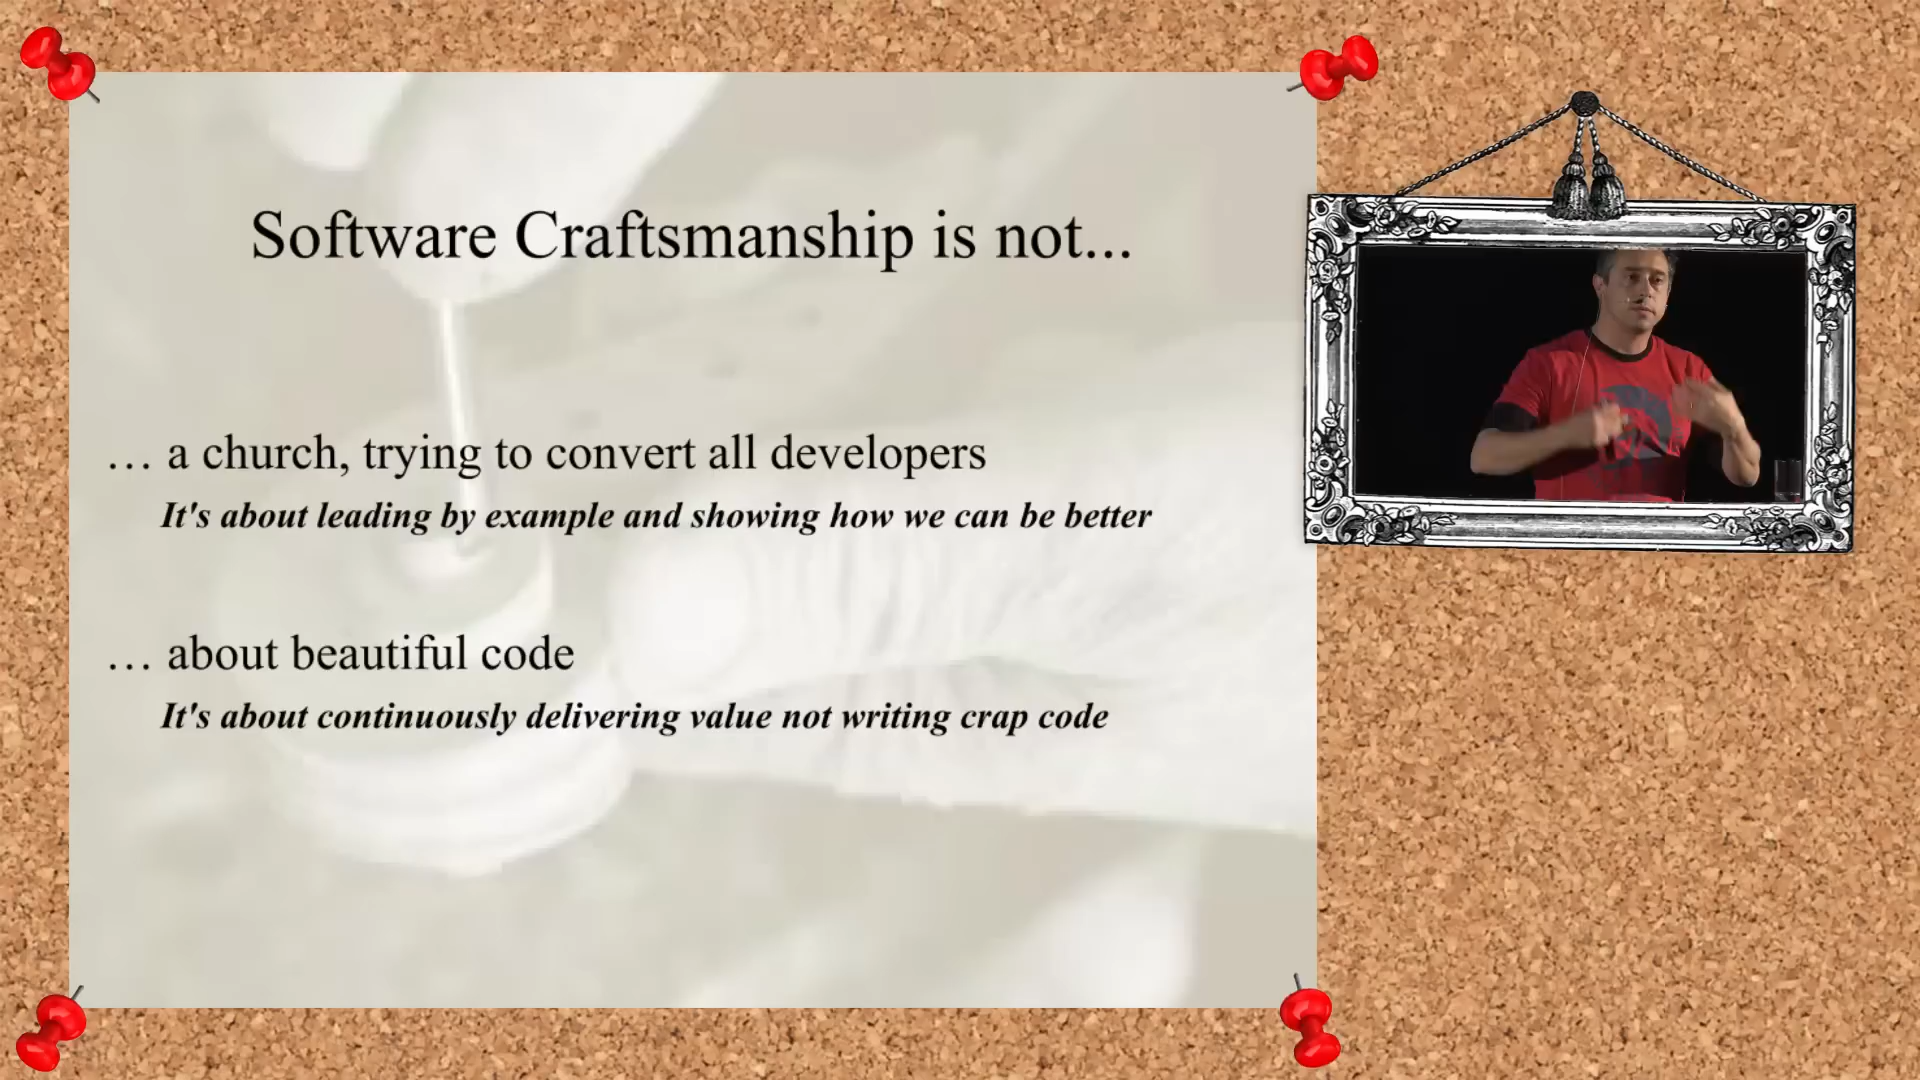 Software Craftsmanship is not...
… a church, trying to convert all developers
It's about leading by example and showing how we can be better
… about beautiful code
It's about continuously delivering value not writing crap code